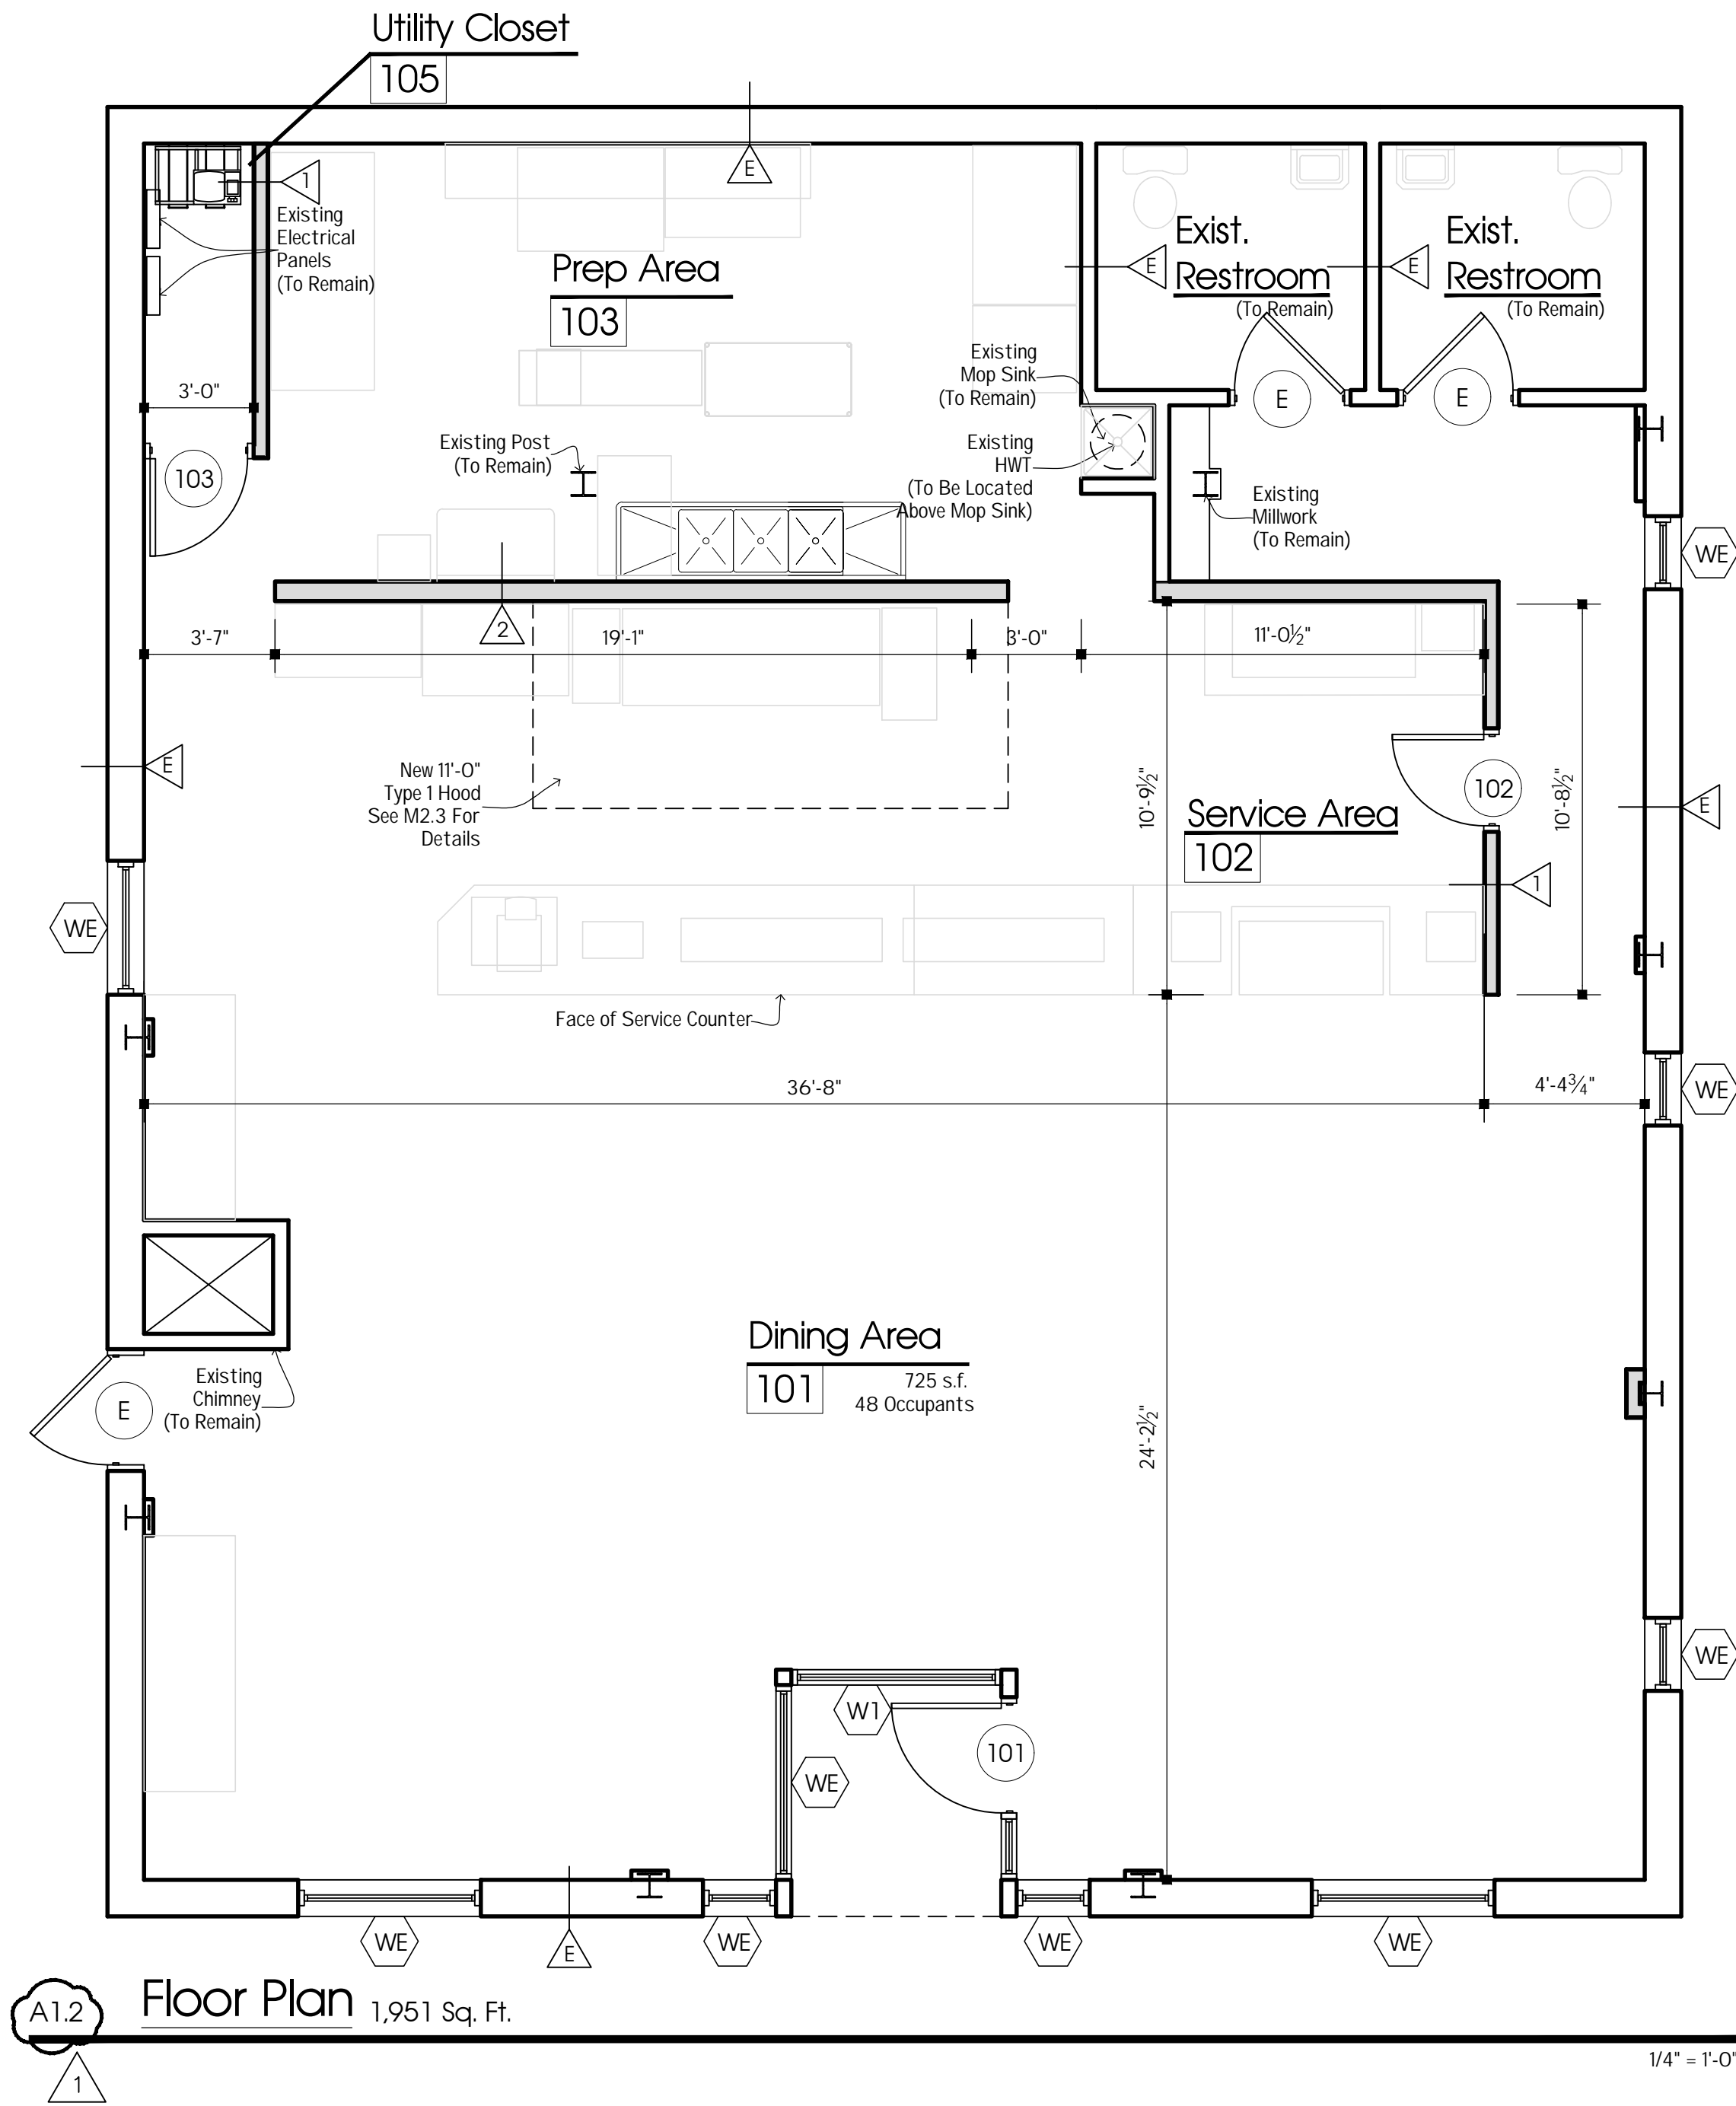 Utility Closet
105
E
1
Existing
Electrical
Panels
(To Remain)
Prep Area
103
Exist.
Restroom
(To Remain)
E
Exist.
Restroom
(To Remain)
E
Existing
Mop Sink
(To Remain)
3'-0"
E
E
103
Existing Post
(To Remain)
Existing
HWT
(To Be Located
Above Mop Sink)
Existing
Millwork
(To Remain)
WE
2
3'-7"
19'-1"
3'-0"
11'-0½"
E
New 11'-0"
Type 1 Hood
See M2.3 For
Details
10'-9½"
Service Area
102
102
10'-8½"
E
1
WE
Face of Service Counter
36'-8"
4'-4¾"
WE
Dining Area
101
725 s.f.
48 Occupants
Existing
Chimney
(To Remain)
E
24'-2½"
WE
W1
101
WE
WE
E
WE
WE
WE
A1.2
Floor Plan 1,951 Sq. Ft.
1
1/4" = 1'-0"